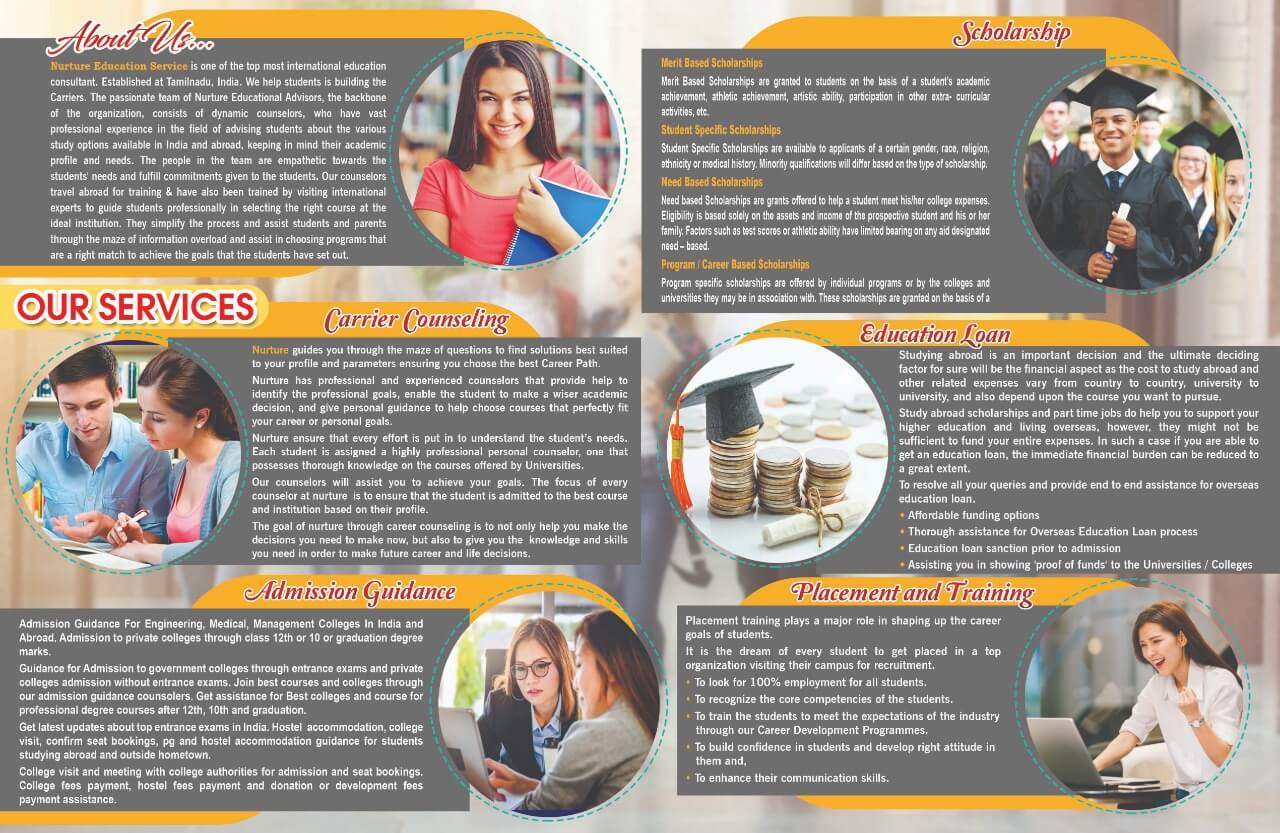 About Us...
Nurture Education Service is one of the top most international education
consultant. Established at Tamilnadu, India. We help students is building the
Carriers. The passionate team of Nurture Educational Advisors, the backbone
of the organization, consists of dynamic counselors, who have vast
professional experience in the field of advising students about the various
study options available in India and abroad, keeping in mind their academic
profile and needs. The people in the team are empathetic towards the
students' needs and fulfill commitments given to the students. Our counselors
travel abroad for training & have also been trained by visiting international
experts to guide students professionally in selecting the right course at the
ideal institution. They simplify the process and assist students and parents
through the maze of information overload and assist in choosing programs that
are a right match to achieve the goals that the students have set out.
OUR SERVICES
Carrier Counseling
Nurture guides you through the maze of questions to find solutions best suited
to your profile and parameters ensuring you choose the best Career Path.
Nurture has professional and experienced counselors that provide help to
identify the professional goals, enable the student to make a wiser academic
decision, and give personal guidance to help choose courses that perfectly fit
your career or personal goals.
Nurture ensure that every effort is put in to understand the student's needs.
Each student is assigned a highly professional personal counselor, one that
possesses thorough knowledge on the courses offered by Universities.
Our counselors will assist you to achieve your goals. The focus of every
counselor at nurture is to ensure that the student is admitted to the best course
and institution based on their profile.
The goal of nurture through career counseling is to not only help you make the
decisions you need to make now, but also to give you the knowledge and skills
you need in order to make future career and life decisions.
Admission Guidance
Admission Guidance For Engineering, Medical, Management Colleges In India and
Abroad. Admission to private colleges through class 12th or 10 or graduation degree
marks.
Guidance for Admission to government colleges through entrance exams and private
colleges admission without entrance exams. Join best courses and colleges through
our admission guidance counsolers. Get assistance for Best colleges and course for
professional degree courses after 12th, 10th and graduation.
Get latest updates about top entrance exams in India. Hostel accommodation, college
visit, confirm seat bookings, pg and hostel accommodation guidance for students
studying abroad and outside hometown.
College visit and meeting with college authorities for admission and seat bookings.
College fees payment, hostel fees payment and donation or development fees
payment assistance.
Scholarship
Merit Based Scholarships
Merit Based Scholarships are granted to students on the basis of a student's academic
achievement, athletic achievement, artistic ability, participation in other extra- curricular
activities, etc.
Student Specific Scholarships
Student Specific Scholarships are available to applicants of a certain gender, race, religion,
ethnicity or medical history. Minority qualifications will differ based on the type of scholarship.
Need Based Scholarships
Need based Scholarships are grants offered to help a student meet his/her college expenses.
Eligibility is based solely on the assets and income of the prospective student and his or her
family. Factors such as test scores or athletic ability have limited bearing on any aid designated
need – based.
Program / Career Based Scholarships
Program specific scholarships are offered by individual programs or by the colleges and
universities they may be in association with. These scholarships are granted on the basis of a
Education Loan
Studying abroad is an important decision and the ultimate deciding
factor for sure will be the financial aspect as the cost to study abroad and
other related expenses vary from country to country, university to
university, and also depend upon the course you want to pursue.
Study abroad scholarships and part time jobs do help you to support your
higher education and living overseas, however, they might not be
sufficient to fund your entire expenses. In such a case if you are able to
get an education loan, the immediate financial burden can be reduced to
a great extent.
To resolve all your queries and provide end to end assistance for overseas
education loan,
• Affordable funding options
• Thorough assistance for Overseas Education Loan process
• Education loan sanction prior to admission
• Assisting you in showing 'proof of funds' to the Universities / Colleges
Placement and Training
Placement training plays a major role in shaping up the career
goals of students.
It is the dream of every student to get placed in a top
organization visiting their campus for recruitment.
• To look for 100% employment for all students.
• To recognize the core competencies of the students.
• To train the students to meet the expectations of the industry
through our Career Development Programmes.
• To build confidence in students and develop right attitude in
them and,
• To enhance their communication skills.